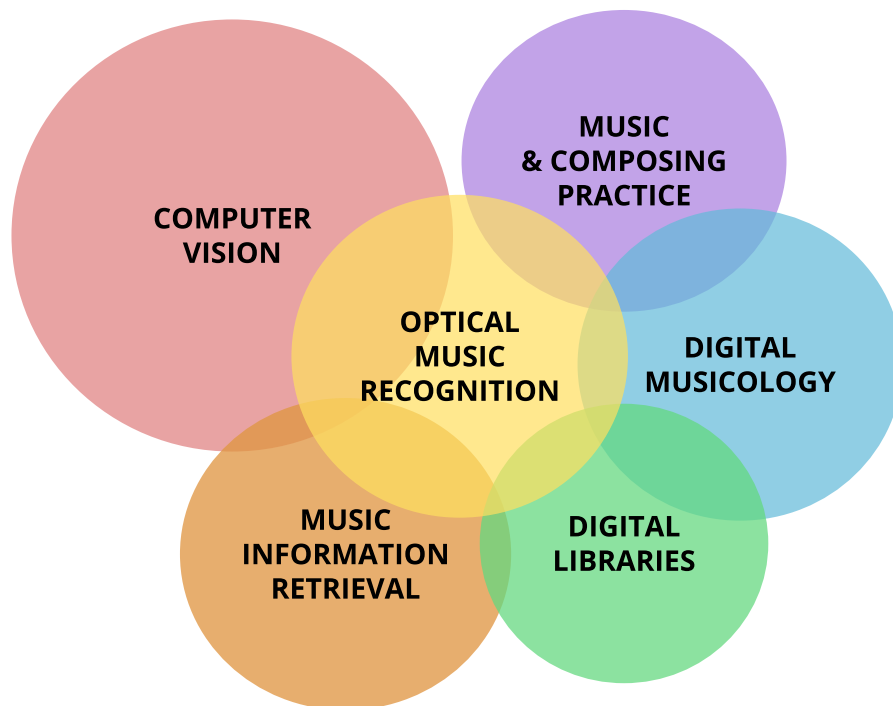 COMPUTER
VISION
MUSIC
& COMPOSING
PRACTICE
OPTICAL
MUSIC
RECOGNITION
DIGITAL
MUSICOLOGY
MUSIC
INFORMATION
RETRIEVAL
DIGITAL
LIBRARIES